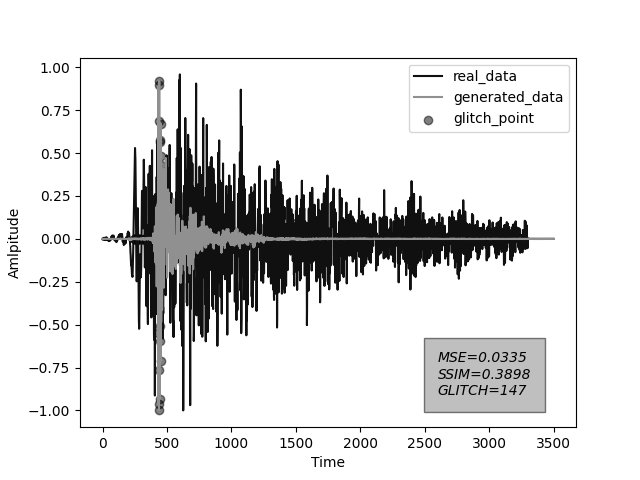 1.00
0.75
0.50
0.25
0.00
−0.25
−0.50
−0.75
−1.00
Amlpitude
real_data
generated_data
glitch_point
MSE=0.0335
SSIM=0.3898
GLITCH=147
0 500 1000 1500 2000 2500 3000 3500
Time